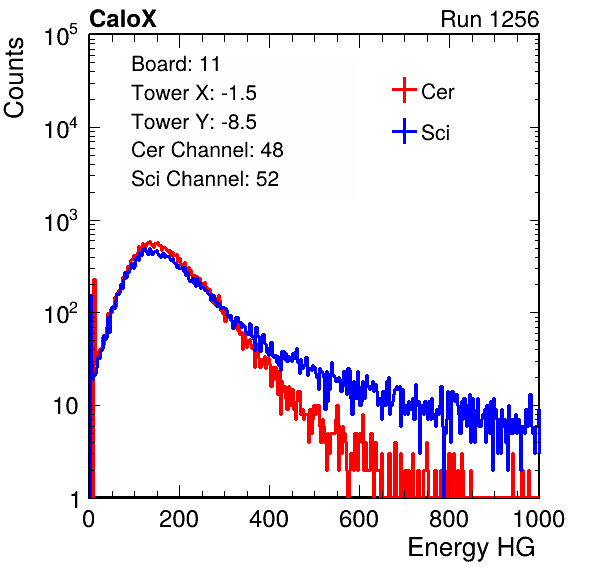 CaloX Run 1256
Counts
10^5
10^4
10^3
10^2
10
1
Board: 11
Tower X: -1.5
Tower Y: -8.5
Cer Channel: 48
Sci Channel: 52
Cer
Sci
0 200 400 600 800 1000
Energy HG